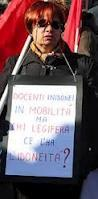 DOCENTI INIDONEI
IN MOBILITÀ
MA
CHI LEGIFERA
CE L'HA
L'IDONEITÀ?